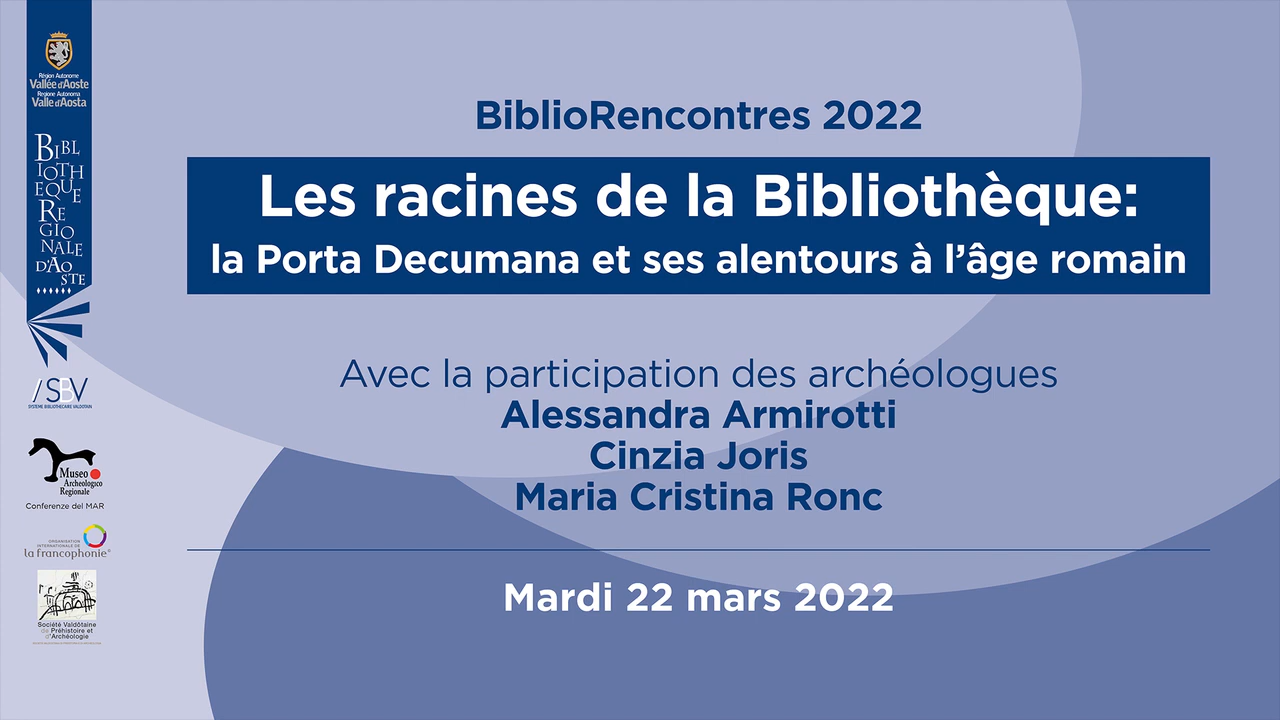 Région Autonome
Vallée d'Aoste
Regione Autonoma
Valle d'Aosta
BIBL
IOTH
EQUE
RE
GIO
NALE
D'AO
STE
/SBV
SYSTÈME BIBLIOTHÉCAIRE VALDÔTAIN
Museo
Archeologico
Regionale
Conferenze del MAR
ORGANISATION
INTERNATIONALE DE
la francophonie
Société Valdôtaine
de Préhistoire et
d'Archéologie
BiblioRencontres 2022
Les racines de la Bibliothèque:
la Porta Decumana et ses alentours à l'âge romain
Avec la participation des archéologues
Alessandra Armirotti
Cinzia Joris
Maria Cristina Ronc
Mardi 22 mars 2022